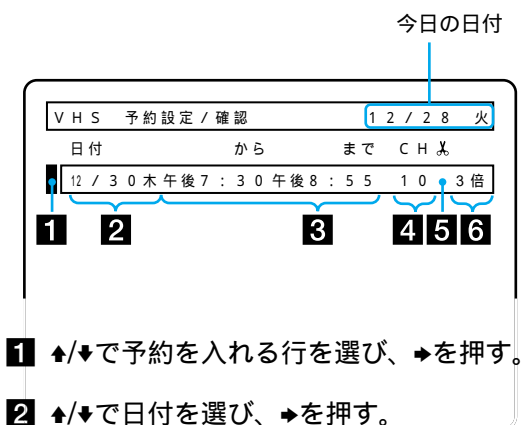 今日の日付
VHS 予約設定/確認 12/28 火
日付 から まで CH
12/30木午後7:30午後8:55 10 3倍
1 2 3 4 5 6
1 ↑/↓で予約を入れる行を選び、→を押す。
2 ↑/↓で日付を選び、→を押す。